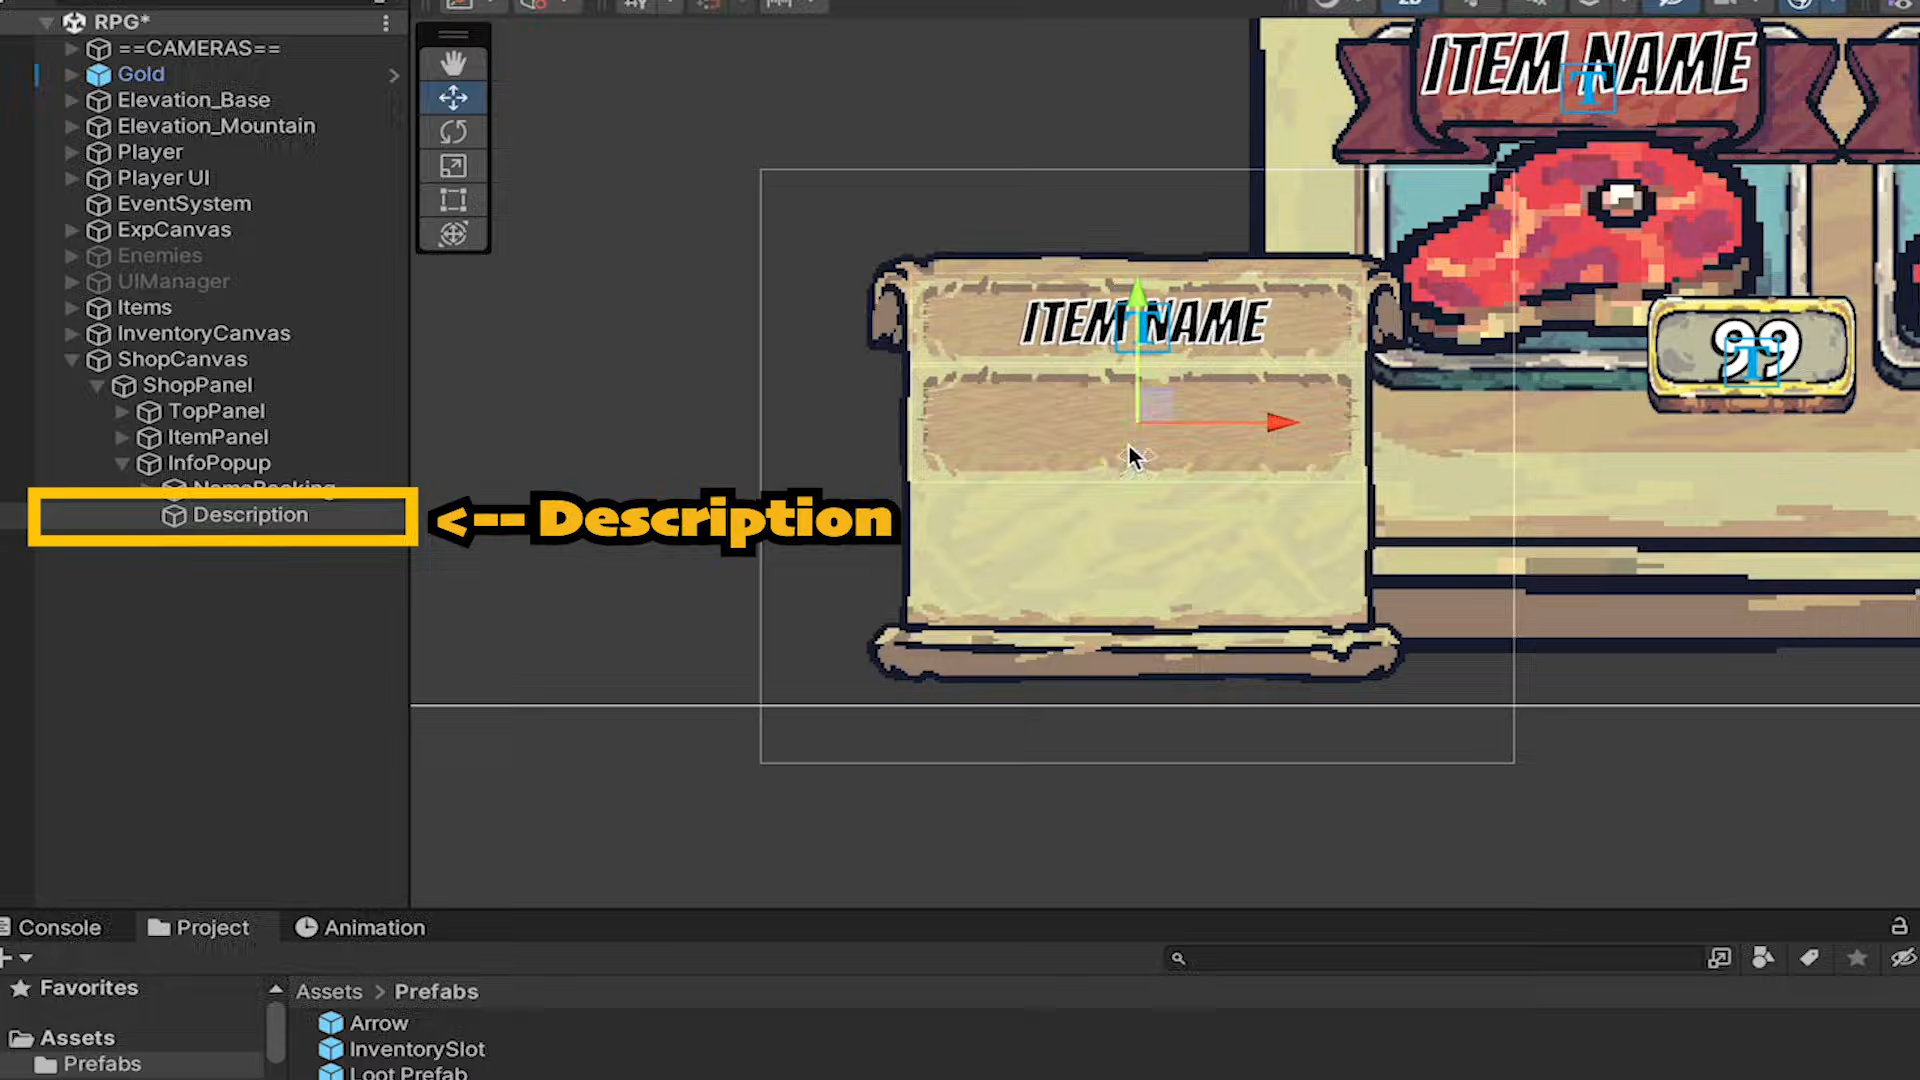 RPG*
==CAMERAS==
Gold
Elevation_Base
Elevation_Mountain
Player
Player UI
EventSystem
ExpCanvas
Enemies
UIManager
Items
InventoryCanvas
ShopCanvas
ShopPanel
TopPanel
ItemPanel
InfoPopup
Description
<-- Description
ITEM NAME
ITEM NAME
99
Console
Project
Animation
Favorites
Assets
Prefabs
Assets > Prefabs
Arrow
InventorySlot
Loot Prefab